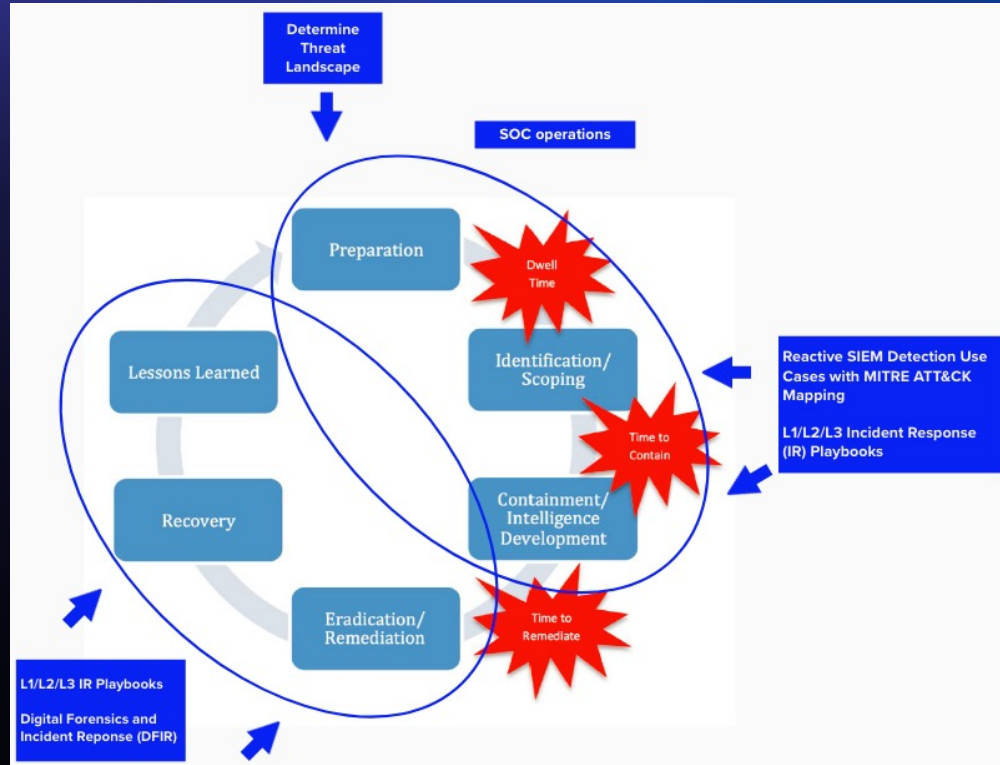 Determine
Threat
Landscape
SOC operations
Preparation
Dwell
Time
Identification/
Scoping
Lessons Learned
Reactive SIEM Detection Use
Cases with MITRE ATT&CK
Mapping
L1/L2/L3 Incident Response
(IR) Playbooks
Time to
Contain
Containment/
Intelligence
Development
Recovery
Eradication/
Remediation
Time to
Remediate
L1/L2/L3 IR Playbooks
Digital Forensics and
Incident Reponse (DFIR)